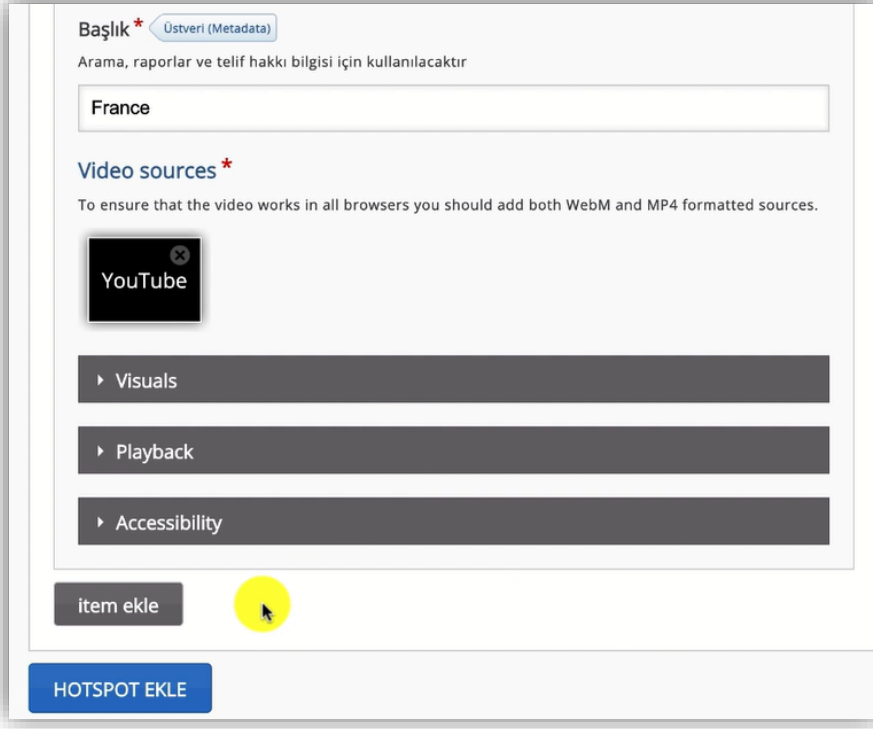 Başlık * Üstveri (Metadata)
Arama, raporlar ve telif hakkı bilgisi için kullanılacaktır
France
Video sources *
To ensure that the video works in all browsers you should add both WebM and MP4 formatted sources.
YouTube
Visuals
Playback
Accessibility
item ekle
HOTSPOT EKLE